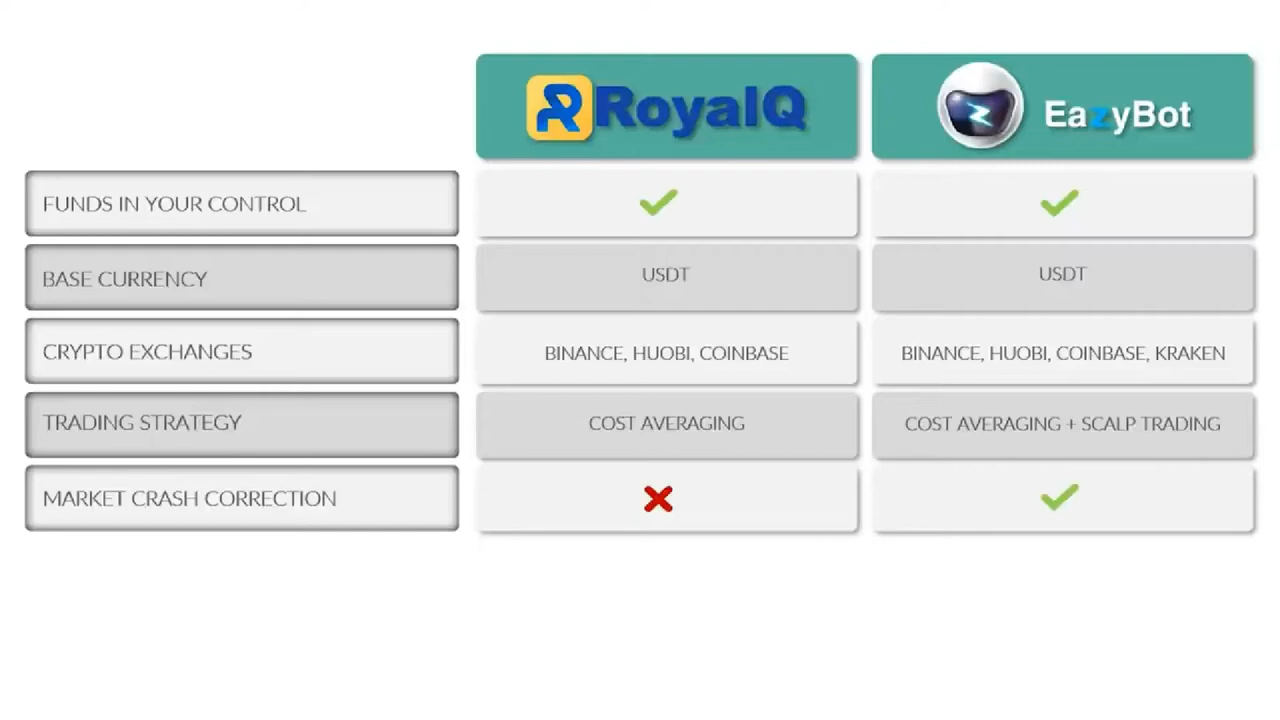 RoyalQ
EazyBot
FUNDS IN YOUR CONTROL
BASE CURRENCY
USDT
USDT
CRYPTO EXCHANGES
BINANCE, HUOBI, COINBASE
BINANCE, HUOBI, COINBASE, KRAKEN
TRADING STRATEGY
COST AVERAGING
COST AVERAGING + SCALP TRADING
MARKET CRASH CORRECTION